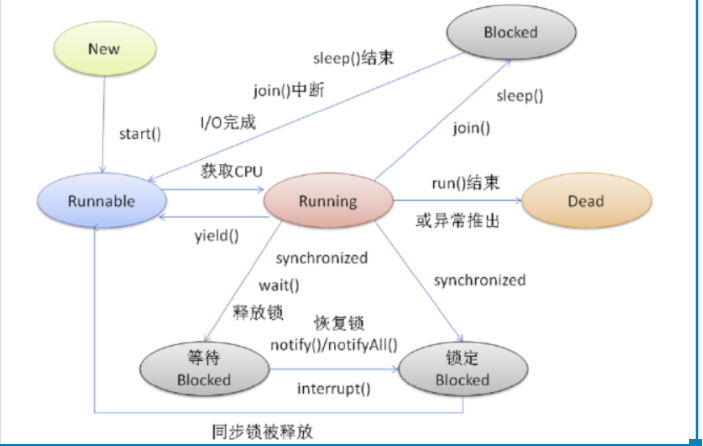 New
Blocked
sleep()结束
join()中断
I/O完成
sleep()
join()
start()
获取CPU
Runnable
Running
run()结束
Dead
或异常推出
yield()
synchronized
wait()
释放锁
synchronized
恢复锁
notify()/notifyAll()
等待
Blocked
锁定
Blocked
interrupt()
同步锁被释放